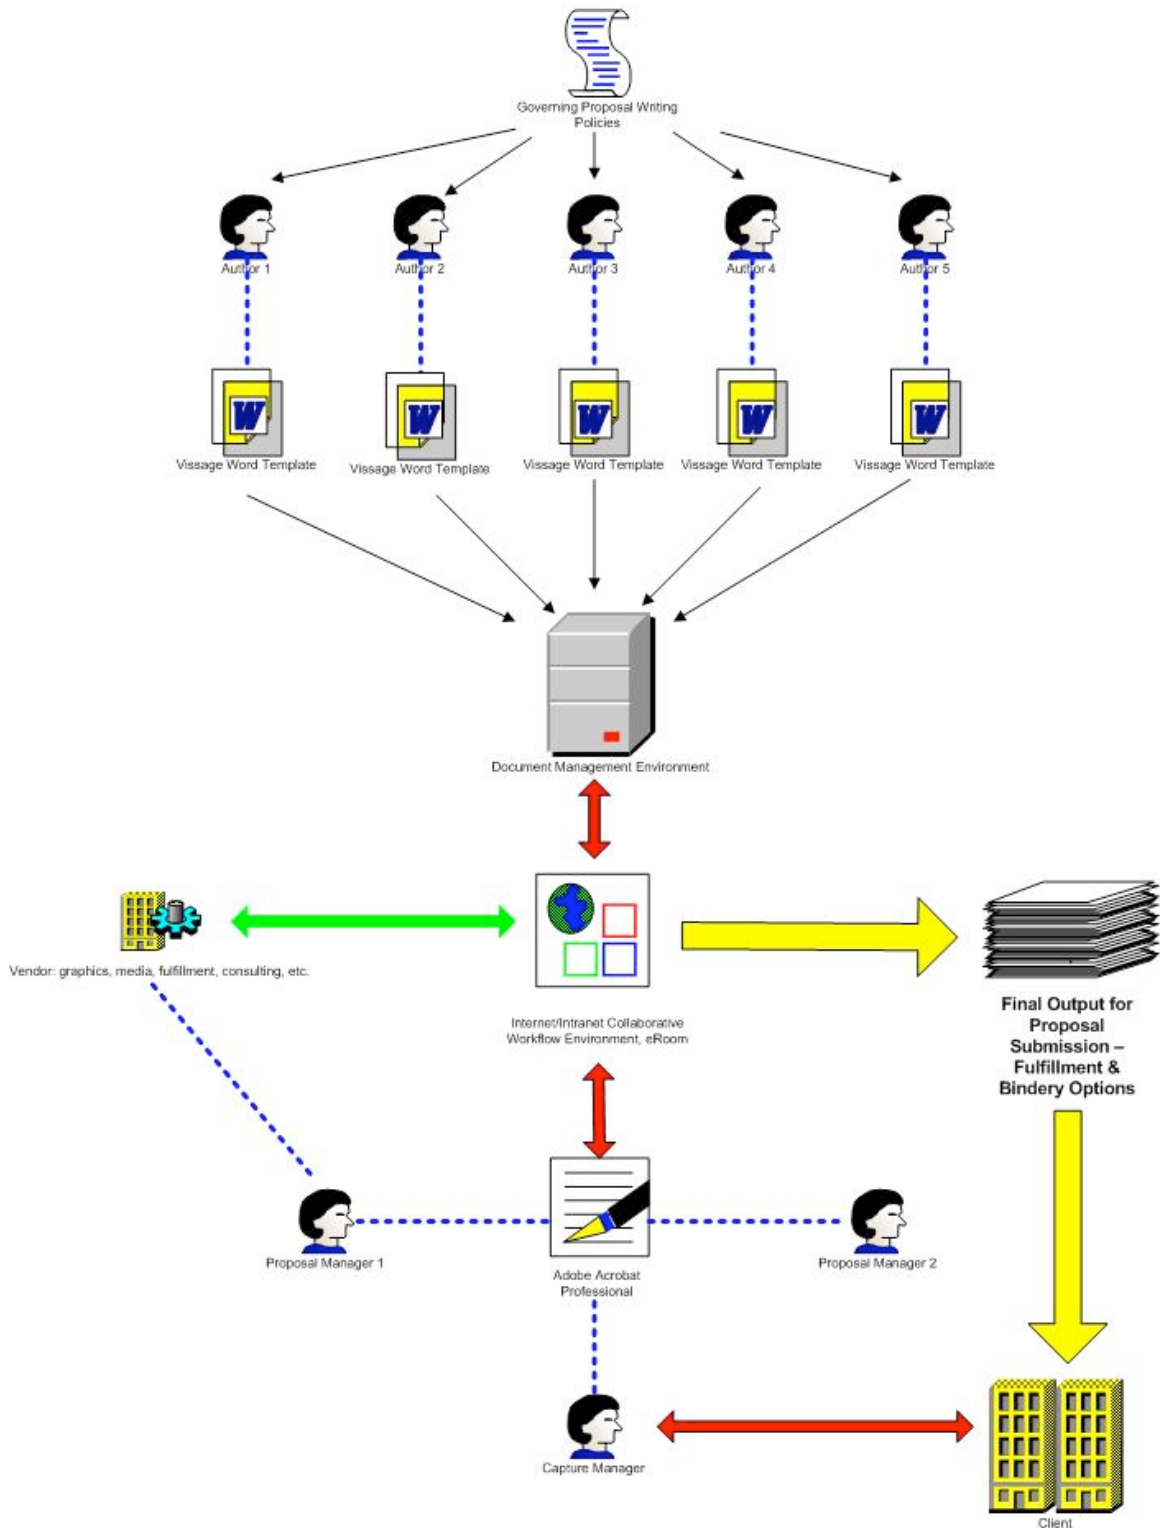 Governing Proposal Writing
Policies
Author 1
Author 2
Author 3
Author 4
Author 5
W
W
W
W
W
Vissage Word Template
Vissage Word Template
Vissage Word Template
Vissage Word Template
Vissage Word Template
Document Management Environment
Vendor: graphics, media, fulfillment, consulting, etc.
Internet/Intranet Collaborative
Workflow Environment, eRoom
Final Output for
Proposal
Submission –
Fulfillment &
Bindery Options
Proposal Manager 1
Adobe Acrobat
Professional
Proposal Manager 2
Capture Manager
Client